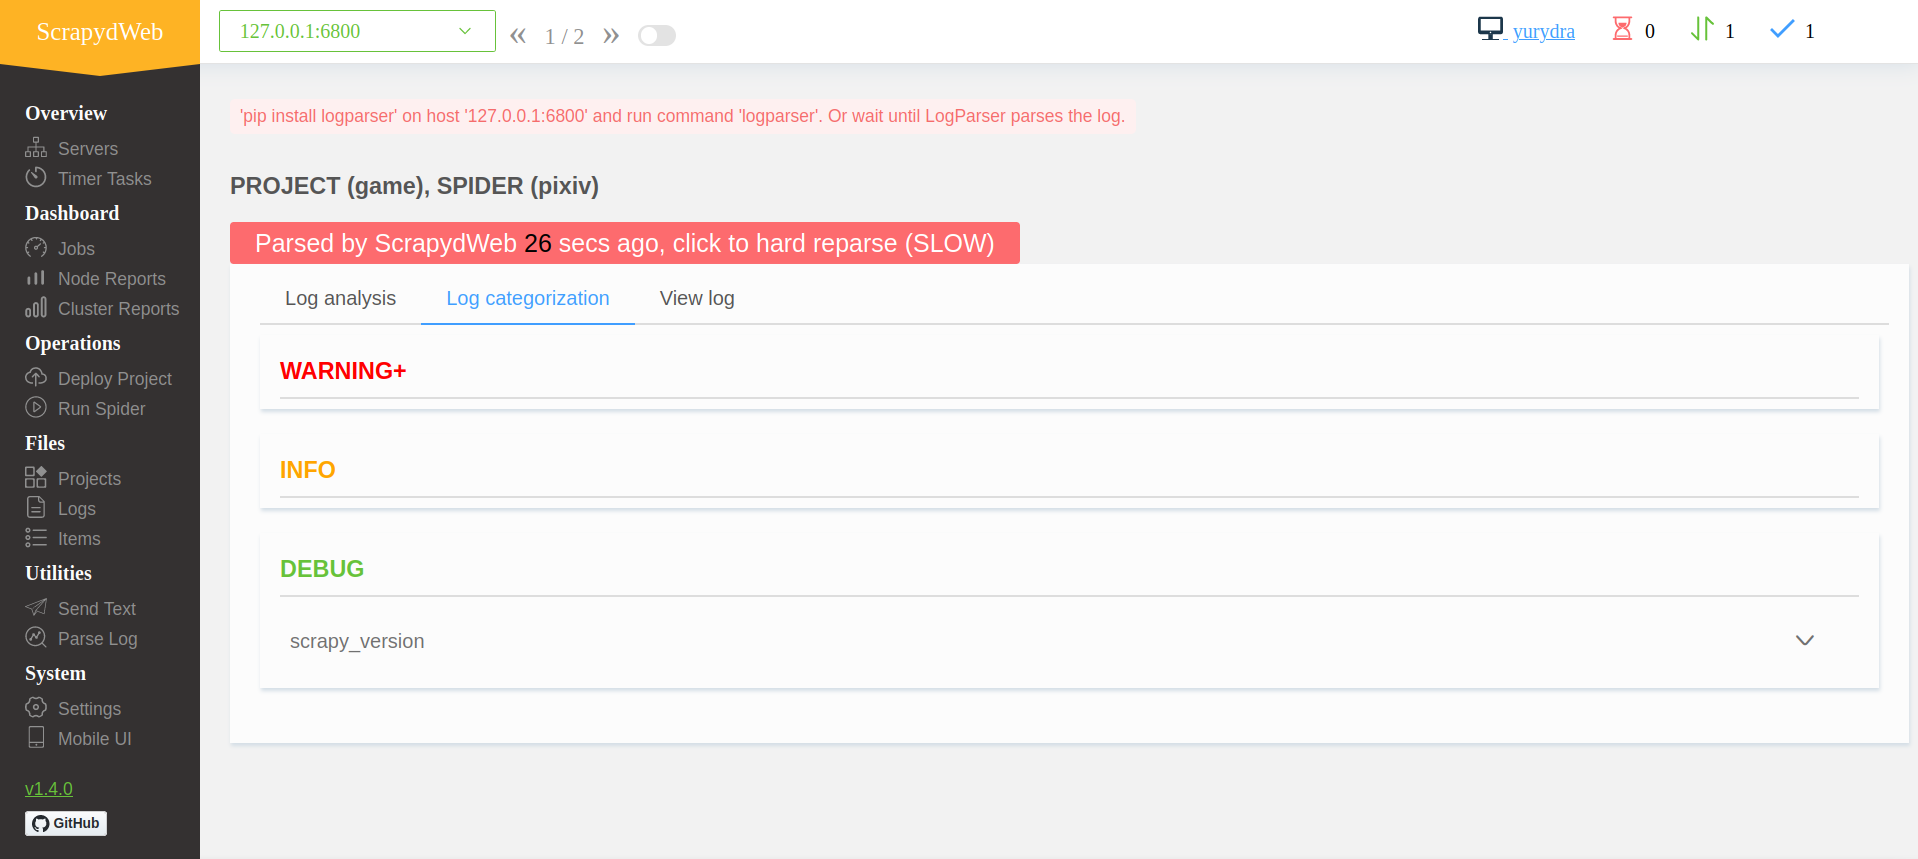 ScrapydWeb
127.0.0.1:6800
« 1 / 2 »
yurydra
0
1
1
Overview
Servers
Timer Tasks
Dashboard
Jobs
Node Reports
Cluster Reports
Operations
Deploy Project
Run Spider
Files
Projects
Logs
Items
Utilities
Send Text
Parse Log
System
Settings
Mobile UI
v1.4.0
GitHub
'pip install logparser' on host '127.0.0.1:6800' and run command 'logparser'. Or wait until LogParser parses the log.
PROJECT (game), SPIDER (pixiv)
Parsed by ScrapydWeb 26 secs ago, click to hard reparse (SLOW)
Log analysis
Log categorization
View log
WARNING+
INFO
DEBUG
scrapy_version